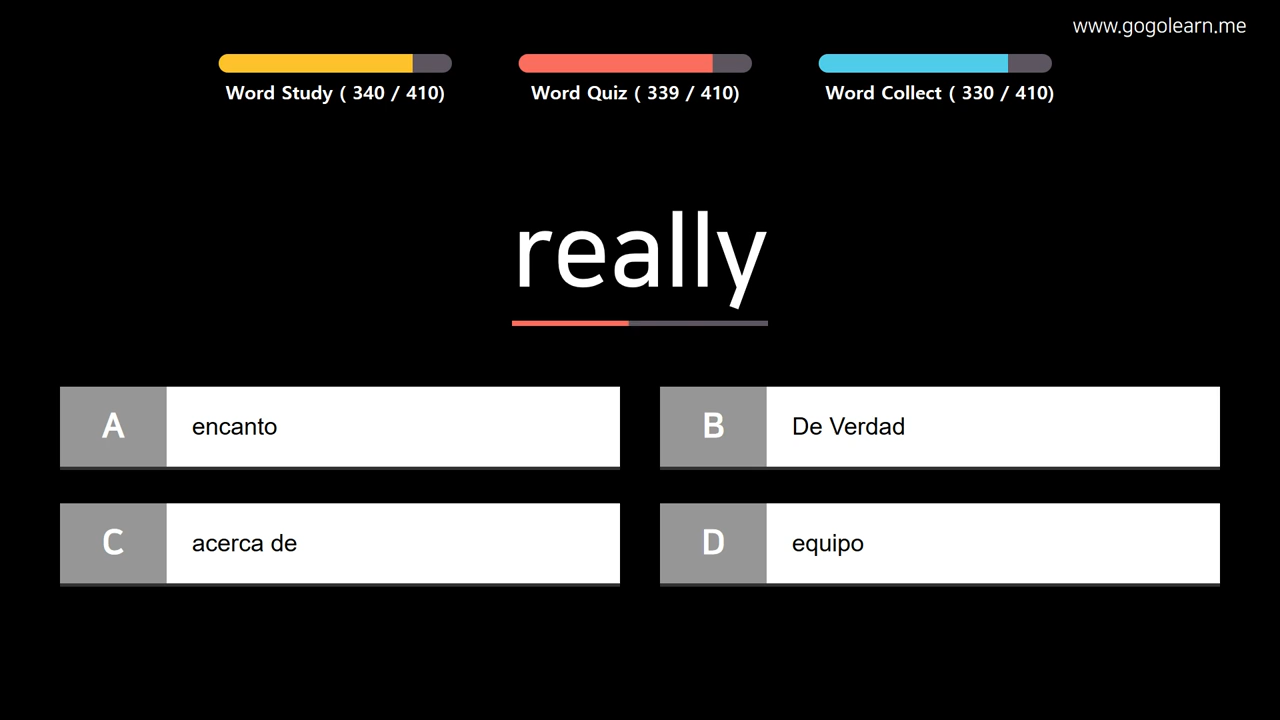 www.gogolearn.me
Word Study ( 340 / 410)
Word Quiz ( 339 / 410)
Word Collect ( 330 / 410)
really
A encanto
B De Verdad
C acerca de
D equipo